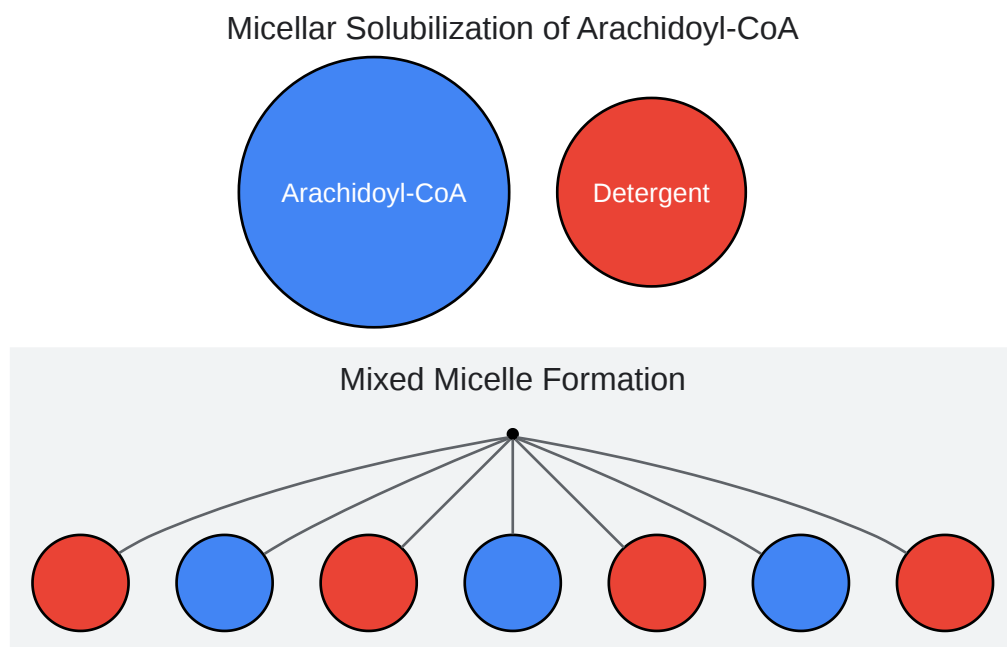 Micellar Solubilization of Arachidoyl-CoA
Arachidoyl-CoA
Detergent
Mixed Micelle Formation